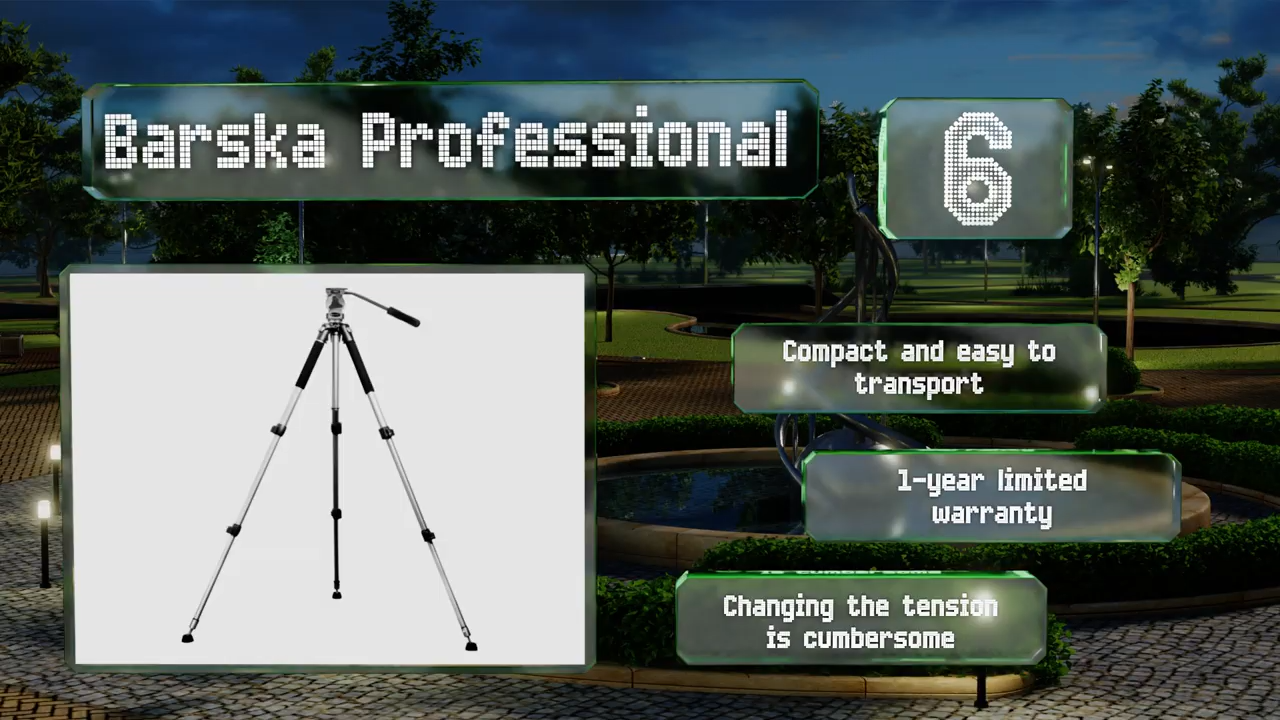 Barska Professional
6
Compact and easy to
transport
1-year limited
warranty
Changing the tension
is cumbersome